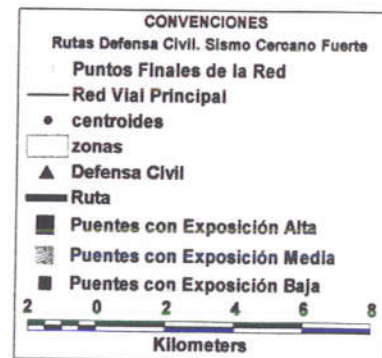 CONVENCIONES
Rutas Defensa Civil. Sismo Cercano Fuerte
Puntos Finales de la Red
Red Vial Principal
centroides
zonas
Defensa Civil
Ruta
Puentes con Exposición Alta
Puentes con Exposición Media
Puentes con Exposición Baja
2 0 2 4 6 8
Kilometers